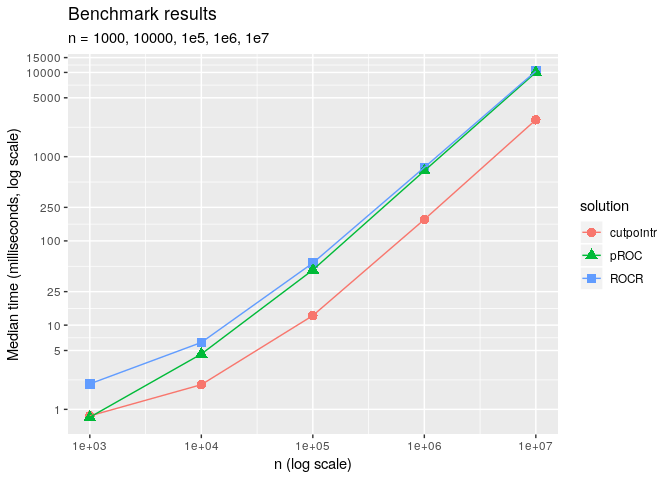 Benchmark results
n = 1000, 10000, 1e5, 1e6, 1e7
Median time (milliseconds, log scale)
15000
10000
5000
1000
250
100
25
10
5
1
1e+03 1e+04 1e+05 1e+06 1e+07
n (log scale)
solution
cutpointr
pROC
ROCR